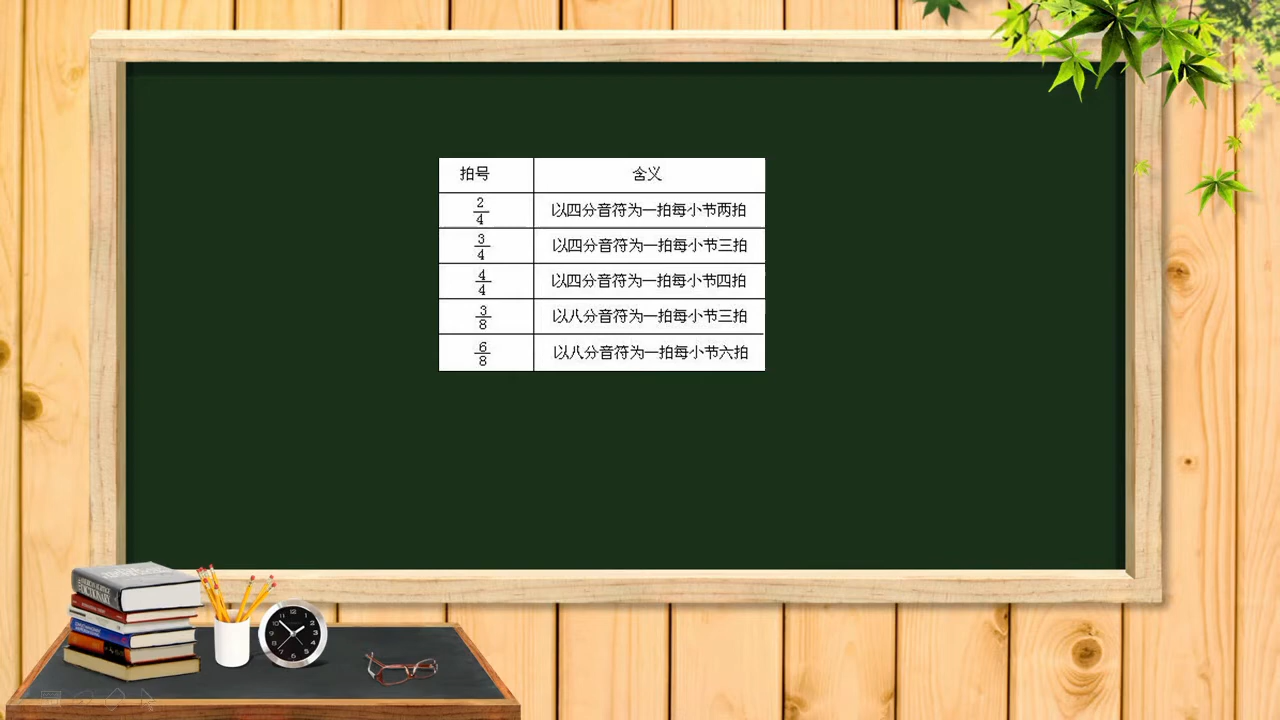 拍号 含义
2/4 以四分音符为一拍每小节两拍
3/4 以四分音符为一拍每小节三拍
4/4 以四分音符为一拍每小节四拍
3/8 以八分音符为一拍每小节三拍
6/8 以八分音符为一拍每小节六拍
DICTIONARY